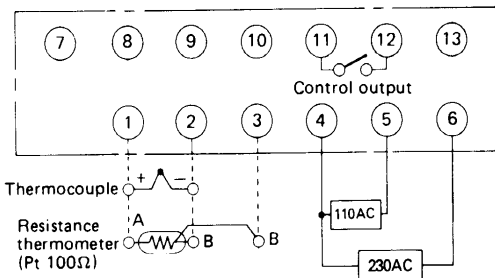 7 8 9 10 11 12 13
Control output
1 2 3 4 5 6
Thermocouple + −
A
Resistance
thermometer
(Pt 100Ω)
B B
110AC
230AC